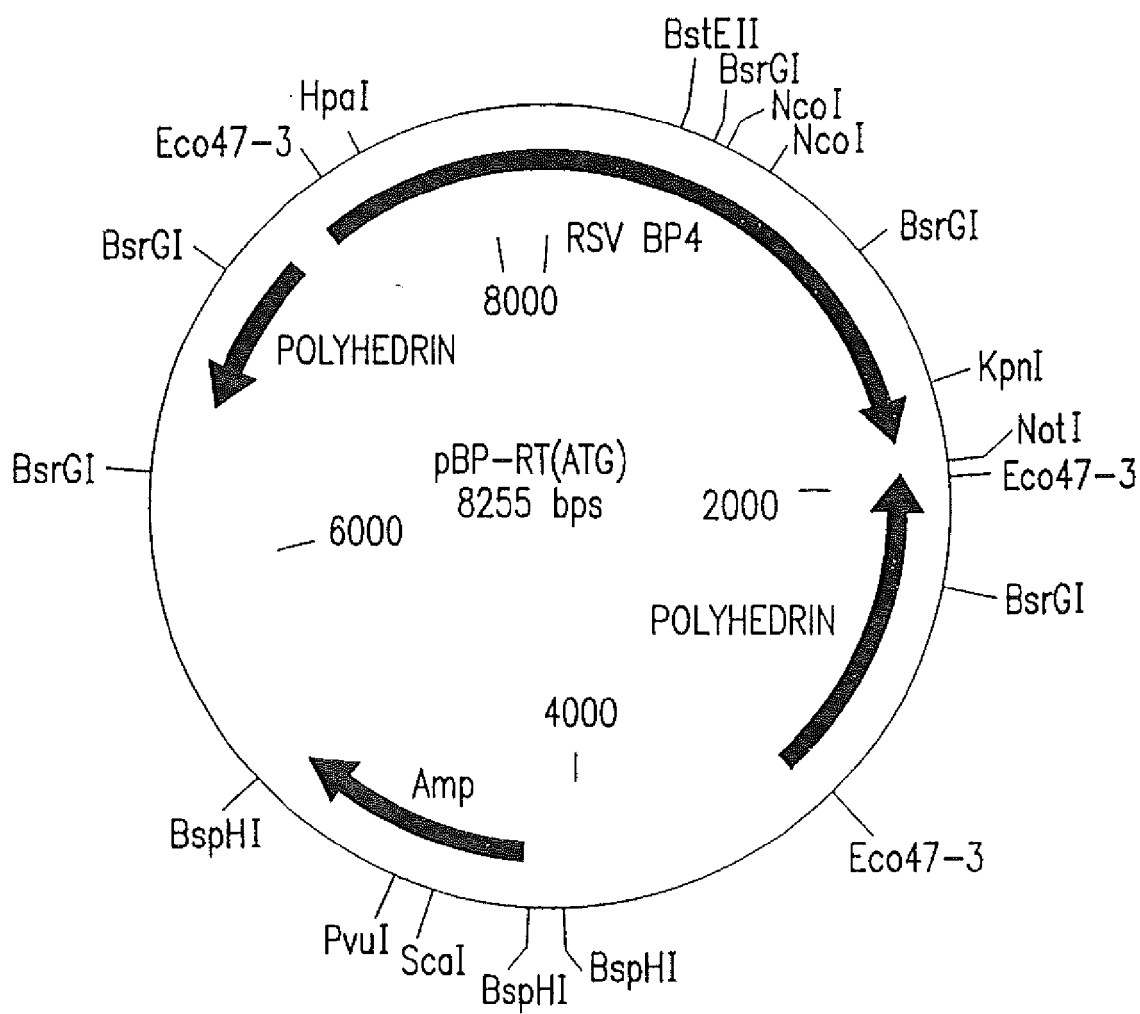 BstEII
BsrGI
NcoI
NcoI
HpaI
Eco47-3
BsrGI
BsrGI
RSV BP4
8000
POLYHEDRIN
KpnI
NotI
Eco47-3
BsrGI
pBP-RT(ATG)
8255 bps
2000
6000
BsrGI
POLYHEDRIN
4000
Amp
BspHI
Eco47-3
PvuI
ScaI
BspHI
BspHI